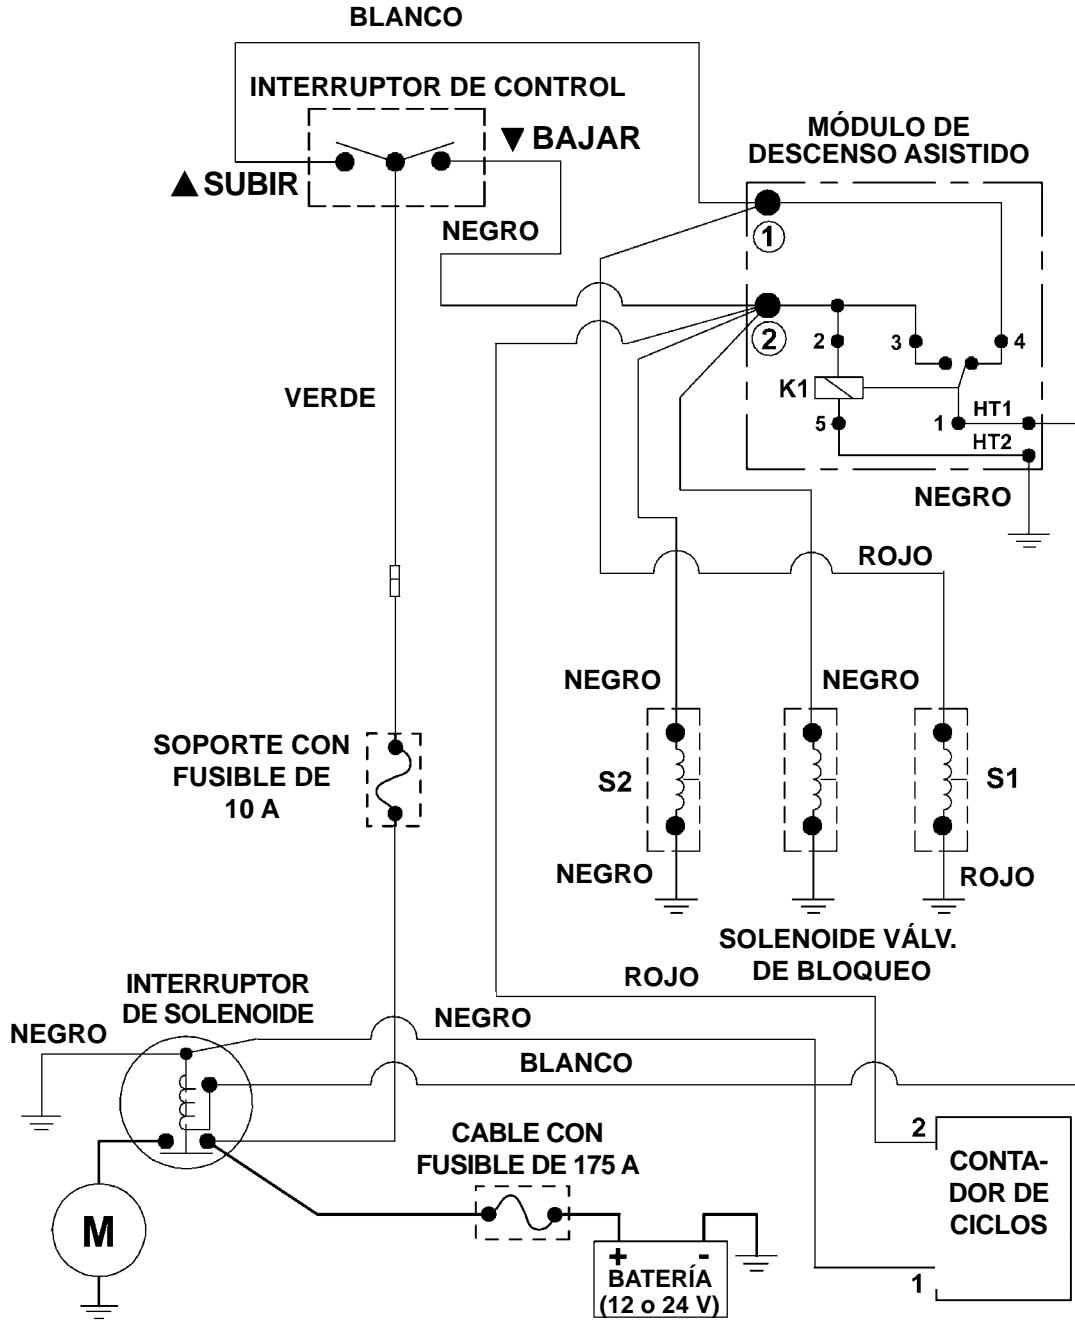 BLANCO
INTERRUPTOR DE CONTROL
▼ BAJAR
▲ SUBIR
MÓDULO DE
DESCENSO ASISTIDO
NEGRO
1
2
2
3
4
K1
5
1
HT1
HT2
NEGRO
VERDE
ROJO
NEGRO
NEGRO
SOPORTE CON
FUSIBLE DE
10 A
S2
S1
NEGRO
ROJO
SOLENOIDE VÁLV.
DE BLOQUEO
INTERRUPTOR
DE SOLENOIDE
ROJO
NEGRO
NEGRO
BLANCO
CABLE CON
FUSIBLE DE 175 A
2
CONTA-
DOR DE
CICLOS
1
M
+ -
BATERÍA
(12 o 24 V)